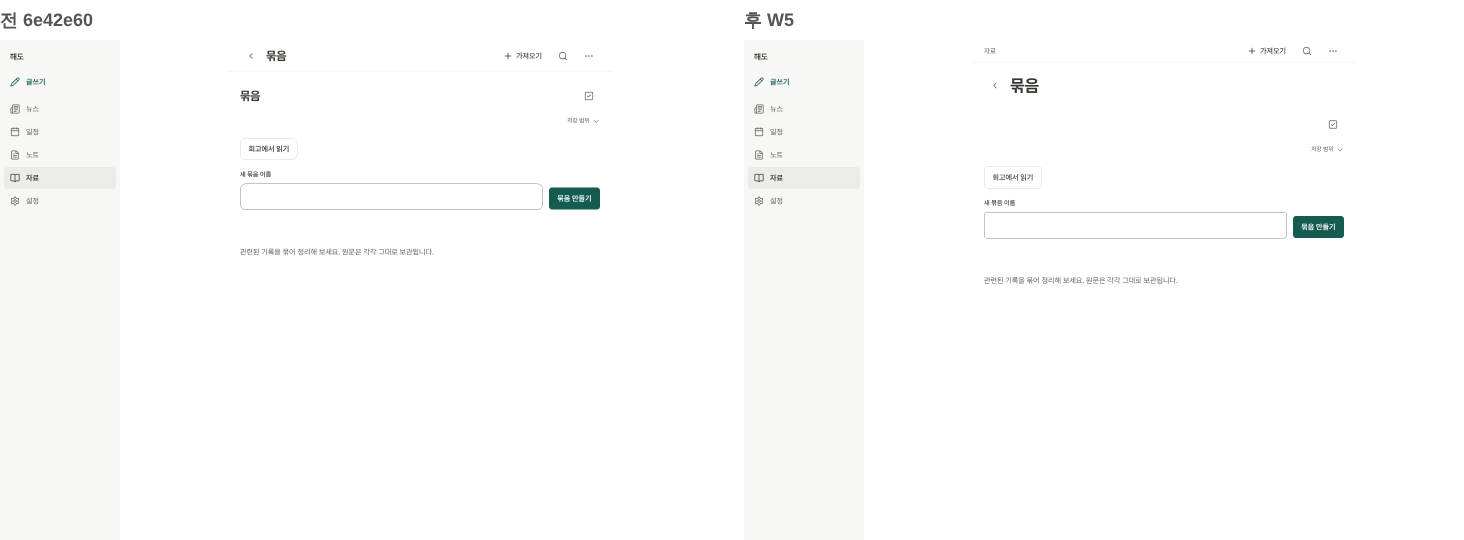 전 6e42e60
해도
글쓰기
뉴스
일정
노트
자료
설정
묶음
가져오기
묶음
저장 범위
회고에서 읽기
새 묶음 이름
묶음 만들기
관련된 기록을 묶어 정리해 보세요. 원문은 각각 그대로 보관됩니다.
후 W5
해도
글쓰기
뉴스
일정
노트
자료
설정
자료
가져오기
묶음
저장 범위
회고에서 읽기
새 묶음 이름
묶음 만들기
관련된 기록을 묶어 정리해 보세요. 원문은 각각 그대로 보관됩니다.